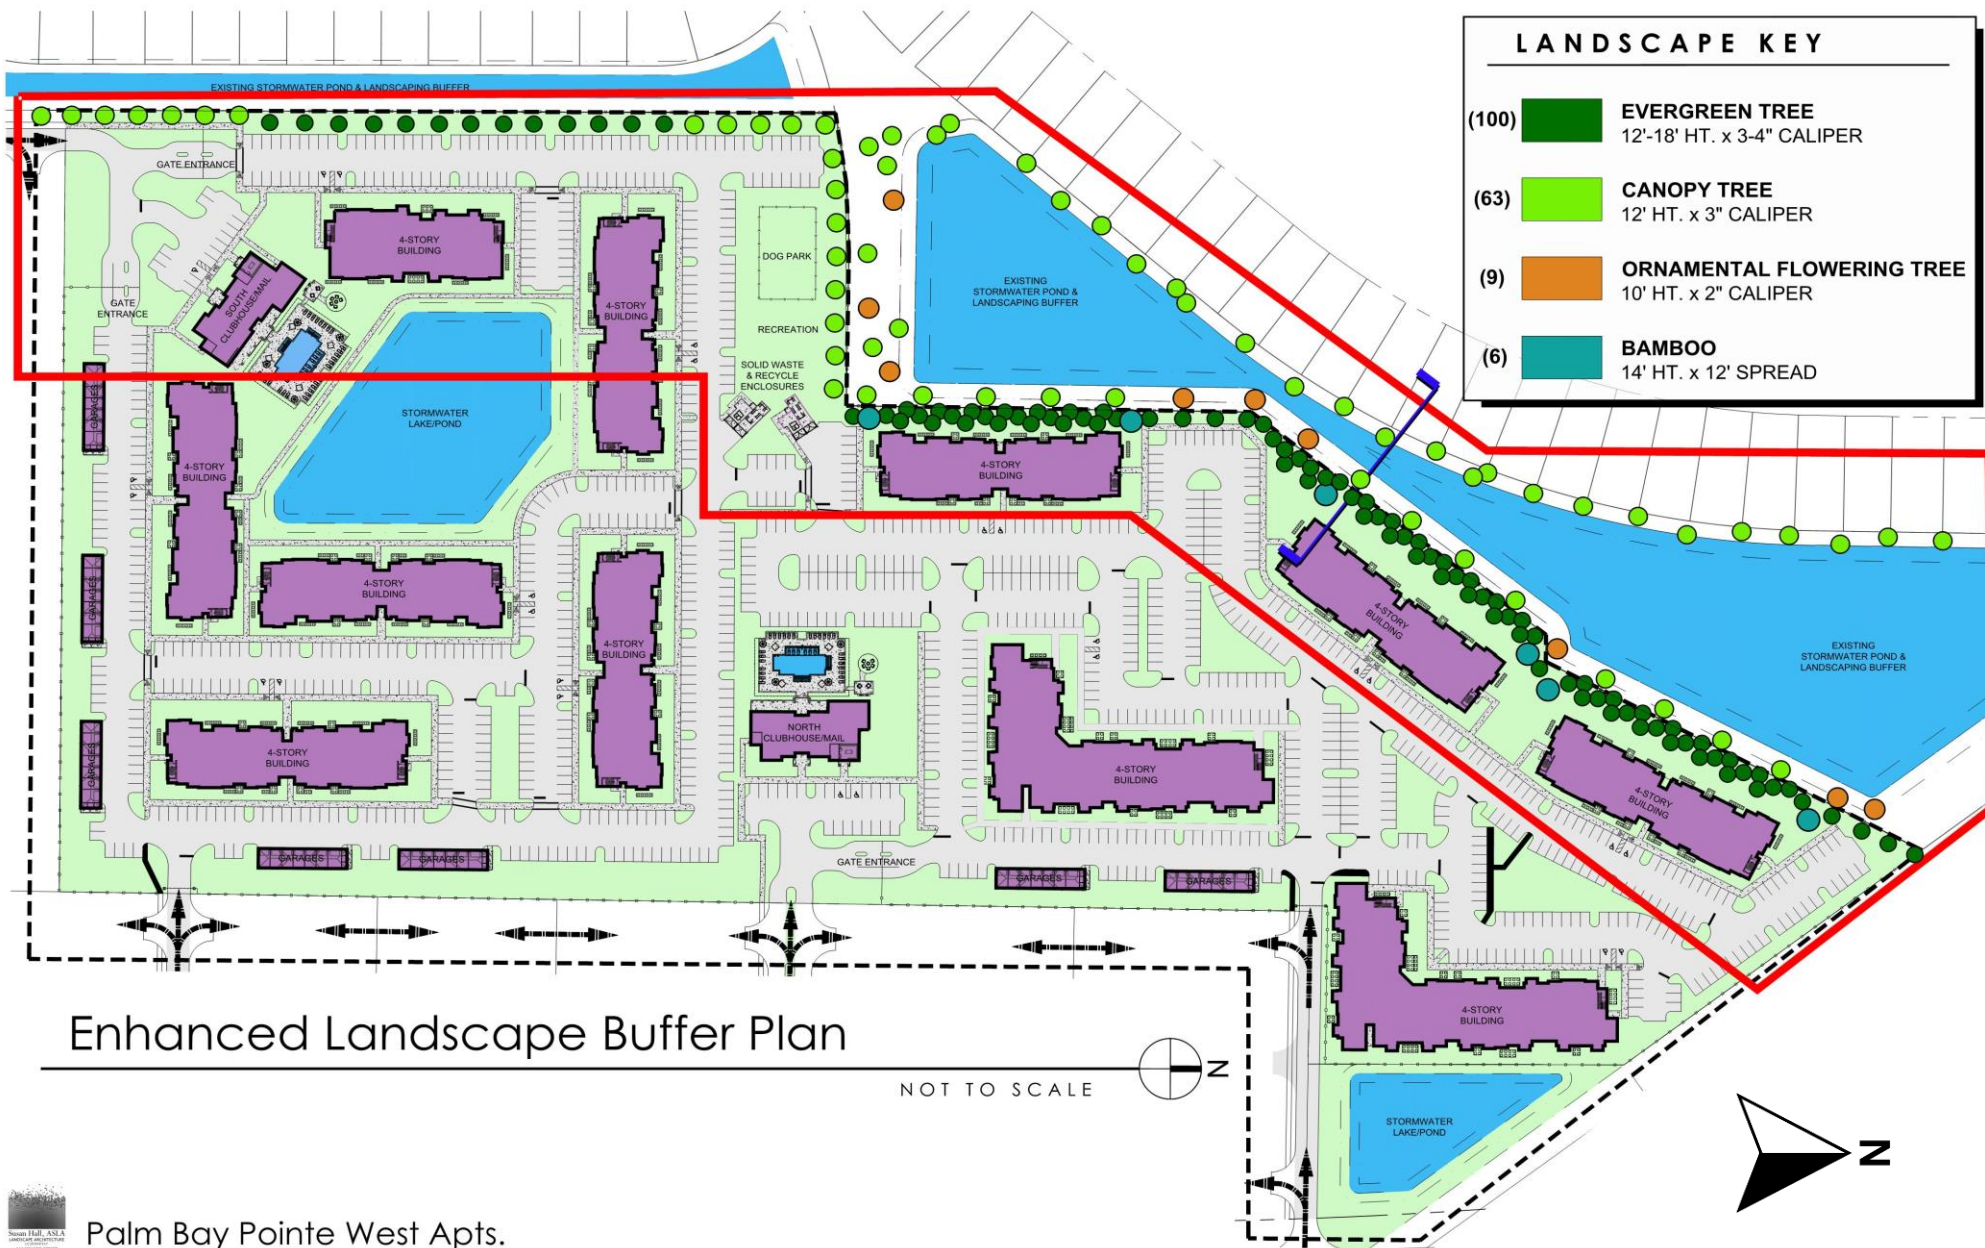 LANDSCAPE KEY
(100)
EVERGREEN TREE
12'-18' HT. x 3-4" CALIPER
(63)
CANOPY TREE
12' HT. x 3" CALIPER
(9)
ORNAMENTAL FLOWERING TREE
10' HT. x 2" CALIPER
(6)
BAMBOO
14' HT. x 12' SPREAD
EXISTING STORMWATER POND & LANDSCAPING BUFFER
GATE ENTRANCE
4-STORY
BUILDING
GATE
ENTRANCE
SOUTH
CLUBHOUSE/MAIL
4-STORY
BUILDING
DOG PARK
RECREATION
SOLID WASTE
& RECYCLE
ENCLOSURES
EXISTING
STORMWATER POND &
LANDSCAPING BUFFER
GARAGES
4-STORY
BUILDING
STORMWATER
LAKE/POND
4-STORY
BUILDING
GARAGES
4-STORY
BUILDING
4-STORY
BUILDING
4-STORY
BUILDING
EXISTING
STORMWATER POND &
LANDSCAPING BUFFER
GARAGES
4-STORY
BUILDING
NORTH
CLUBHOUSE/MAIL
4-STORY
BUILDING
4-STORY
BUILDING
GARAGES
GARAGES
GATE ENTRANCE
GARAGES
GARAGES
4-STORY
BUILDING
STORMWATER
LAKE/POND
Enhanced Landscape Buffer Plan
NOT TO SCALE
N
N
Susan Hall, ASLA
LANDSCAPE ARCHITECTURE
Palm Bay Pointe West Apts.